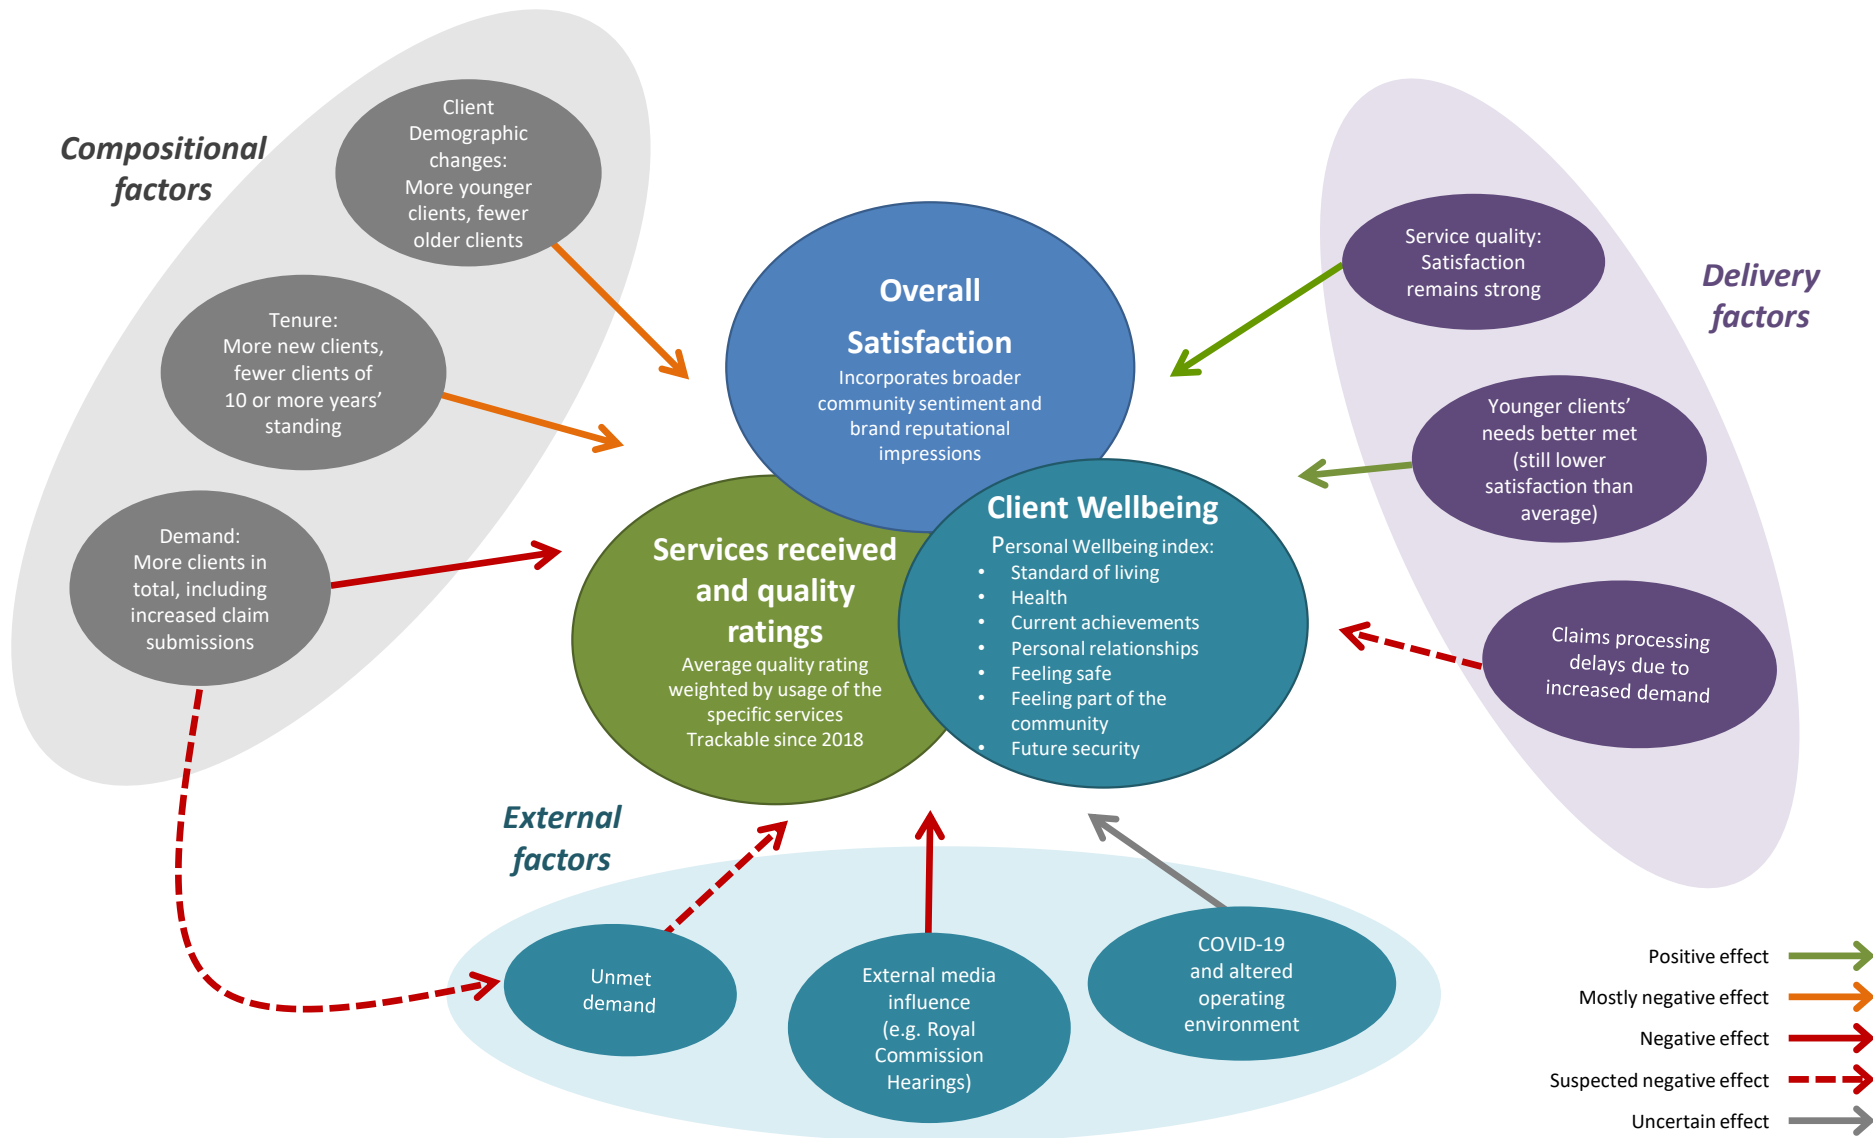 Compositional
factors
Client
Demographic
changes:
More younger
clients, fewer
older clients
Tenure:
More new clients,
fewer clients of
10 or more years’
standing
Demand:
More clients in
total, including
increased claim
submissions
Overall
Satisfaction
Incorporates broader
community sentiment and
brand reputational
impressions
Services received
and quality
ratings
Average quality rating
weighted by usage of the
specific services
Trackable since 2018
Client Wellbeing
Personal Wellbeing index:
• Standard of living
• Health
• Current achievements
• Personal relationships
• Feeling safe
• Feeling part of the
community
• Future security
Delivery
factors
Service quality:
Satisfaction
remains strong
Younger clients’
needs better met
(still lower
satisfaction than
average)
Claims processing
delays due to
increased demand
External
factors
Unmet
demand
External media
influence
(e.g. Royal
Commission
Hearings)
COVID-19
and altered
operating
environment
Positive effect
Mostly negative effect
Negative effect
Suspected negative effect
Uncertain effect